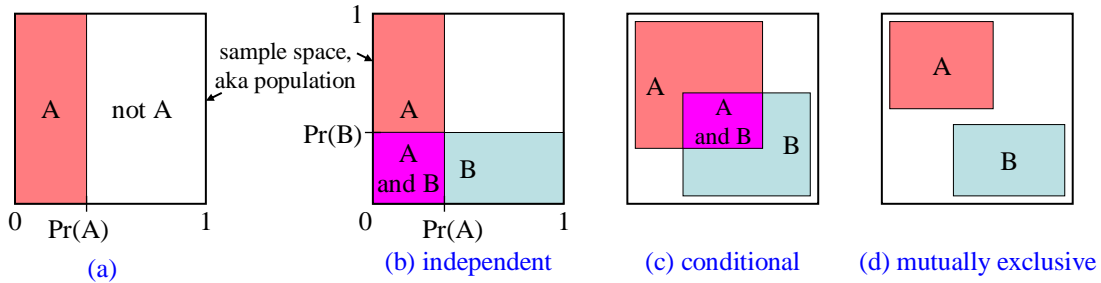 A
not A
0
1
Pr(A)
(a)
sample space,
aka population
1
A
Pr(B)
A
and B
B
0
1
Pr(A)
(b) independent
A
A
and B
B
(c) conditional
A
B
(d) mutually exclusive